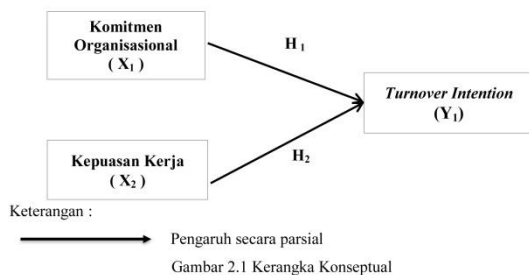 Komitmen
Organisasional
( X₁ )
H₁
Turnover Intention
(Y₁)
Kepuasan Kerja
( X₂ )
H₂
Keterangan :
Pengaruh secara parsial
Gambar 2.1 Kerangka Konseptual